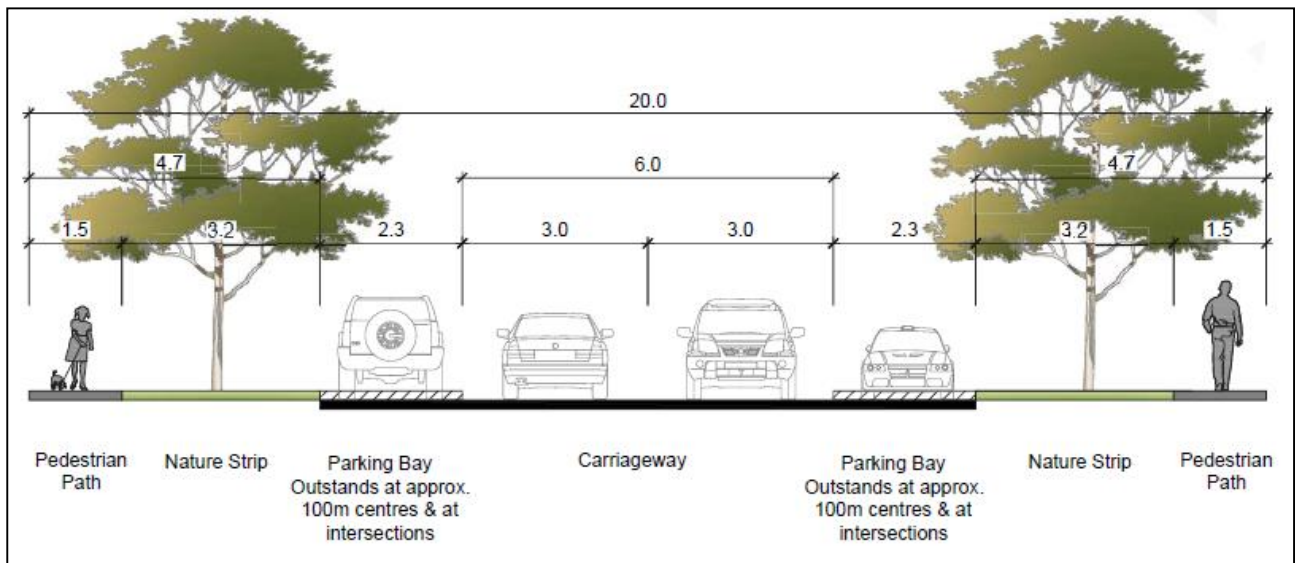 20.0
4.7
6.0
4.7
1.5
3.2
2.3
3.0
3.0
2.3
3.2
1.5
Pedestrian
Path
Nature Strip
Parking Bay
Outstands at approx.
100m centres & at
intersections
Carriageway
Parking Bay
Outstands at approx.
100m centres & at
intersections
Nature Strip
Pedestrian
Path